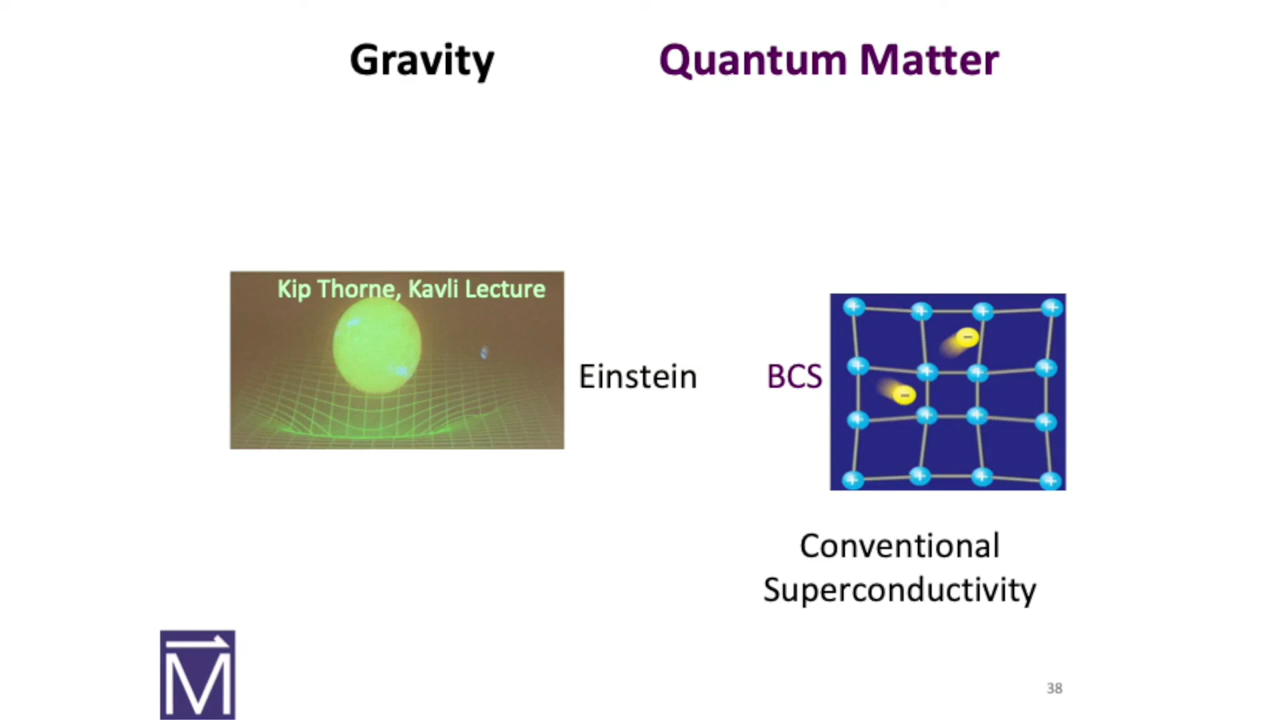 Gravity
Quantum Matter
Kip Thorne, Kavli Lecture
Einstein
BCS
Conventional
Superconductivity
M
38